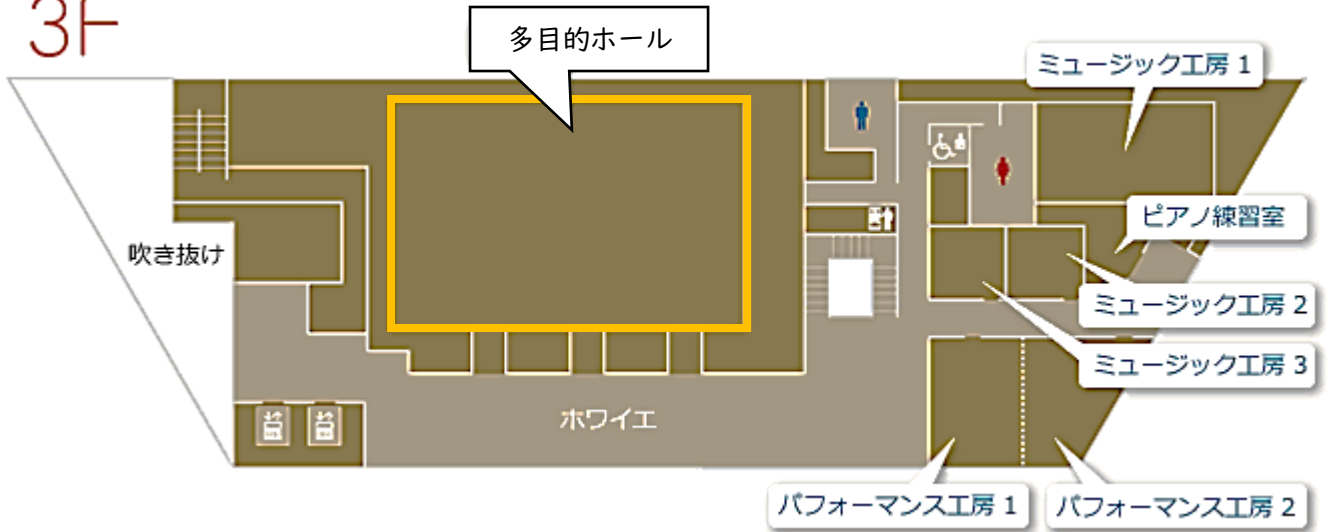 3F
多目的ホール
ミュージック工房 1
ピアノ練習室
吹き抜け
ミュージック工房 2
ミュージック工房 3
ホワイエ
パフォーマンス工房 1
パフォーマンス工房 2